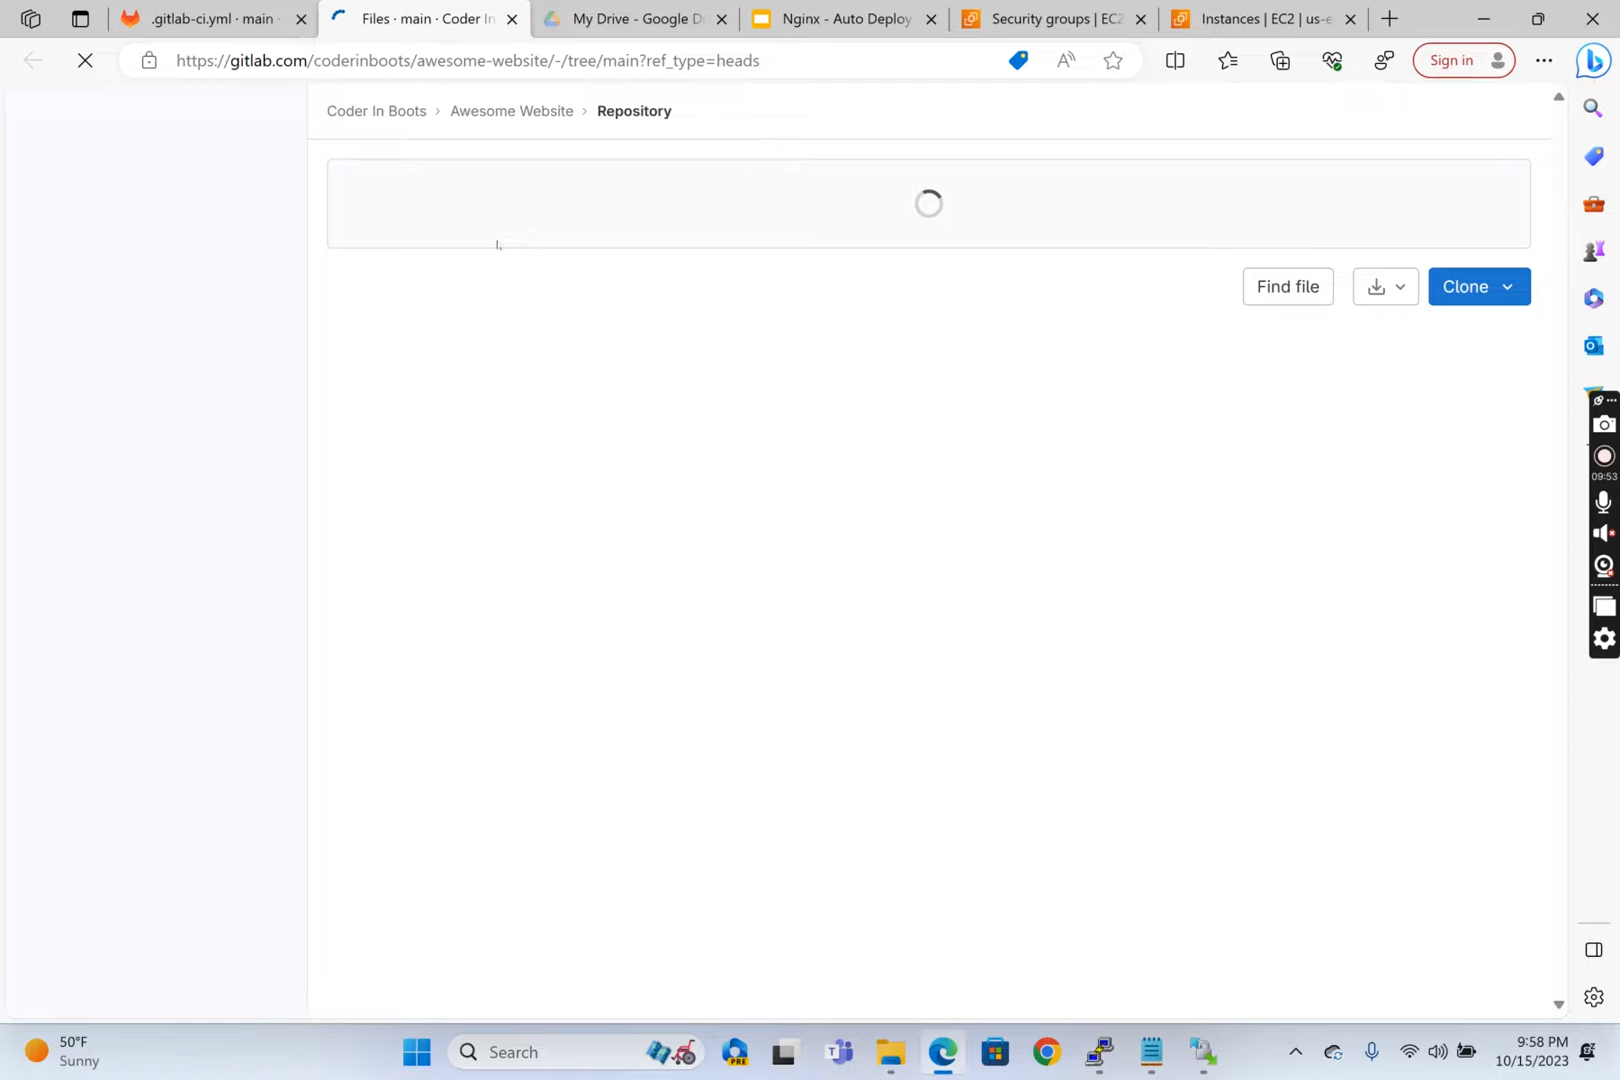 .gitlab-ci.yml · main ·
Files · main · Coder In
My Drive - Google D
Nginx - Auto Deploy
Security groups | EC2
Instances | EC2 | us-e
https://gitlab.com/coderinboots/awesome-website/-/tree/main?ref_type=heads
Sign in
Coder In Boots > Awesome Website > Repository
Find file
Clone
09:53
50°F
Sunny
Search
PRE
9:58 PM
10/15/2023